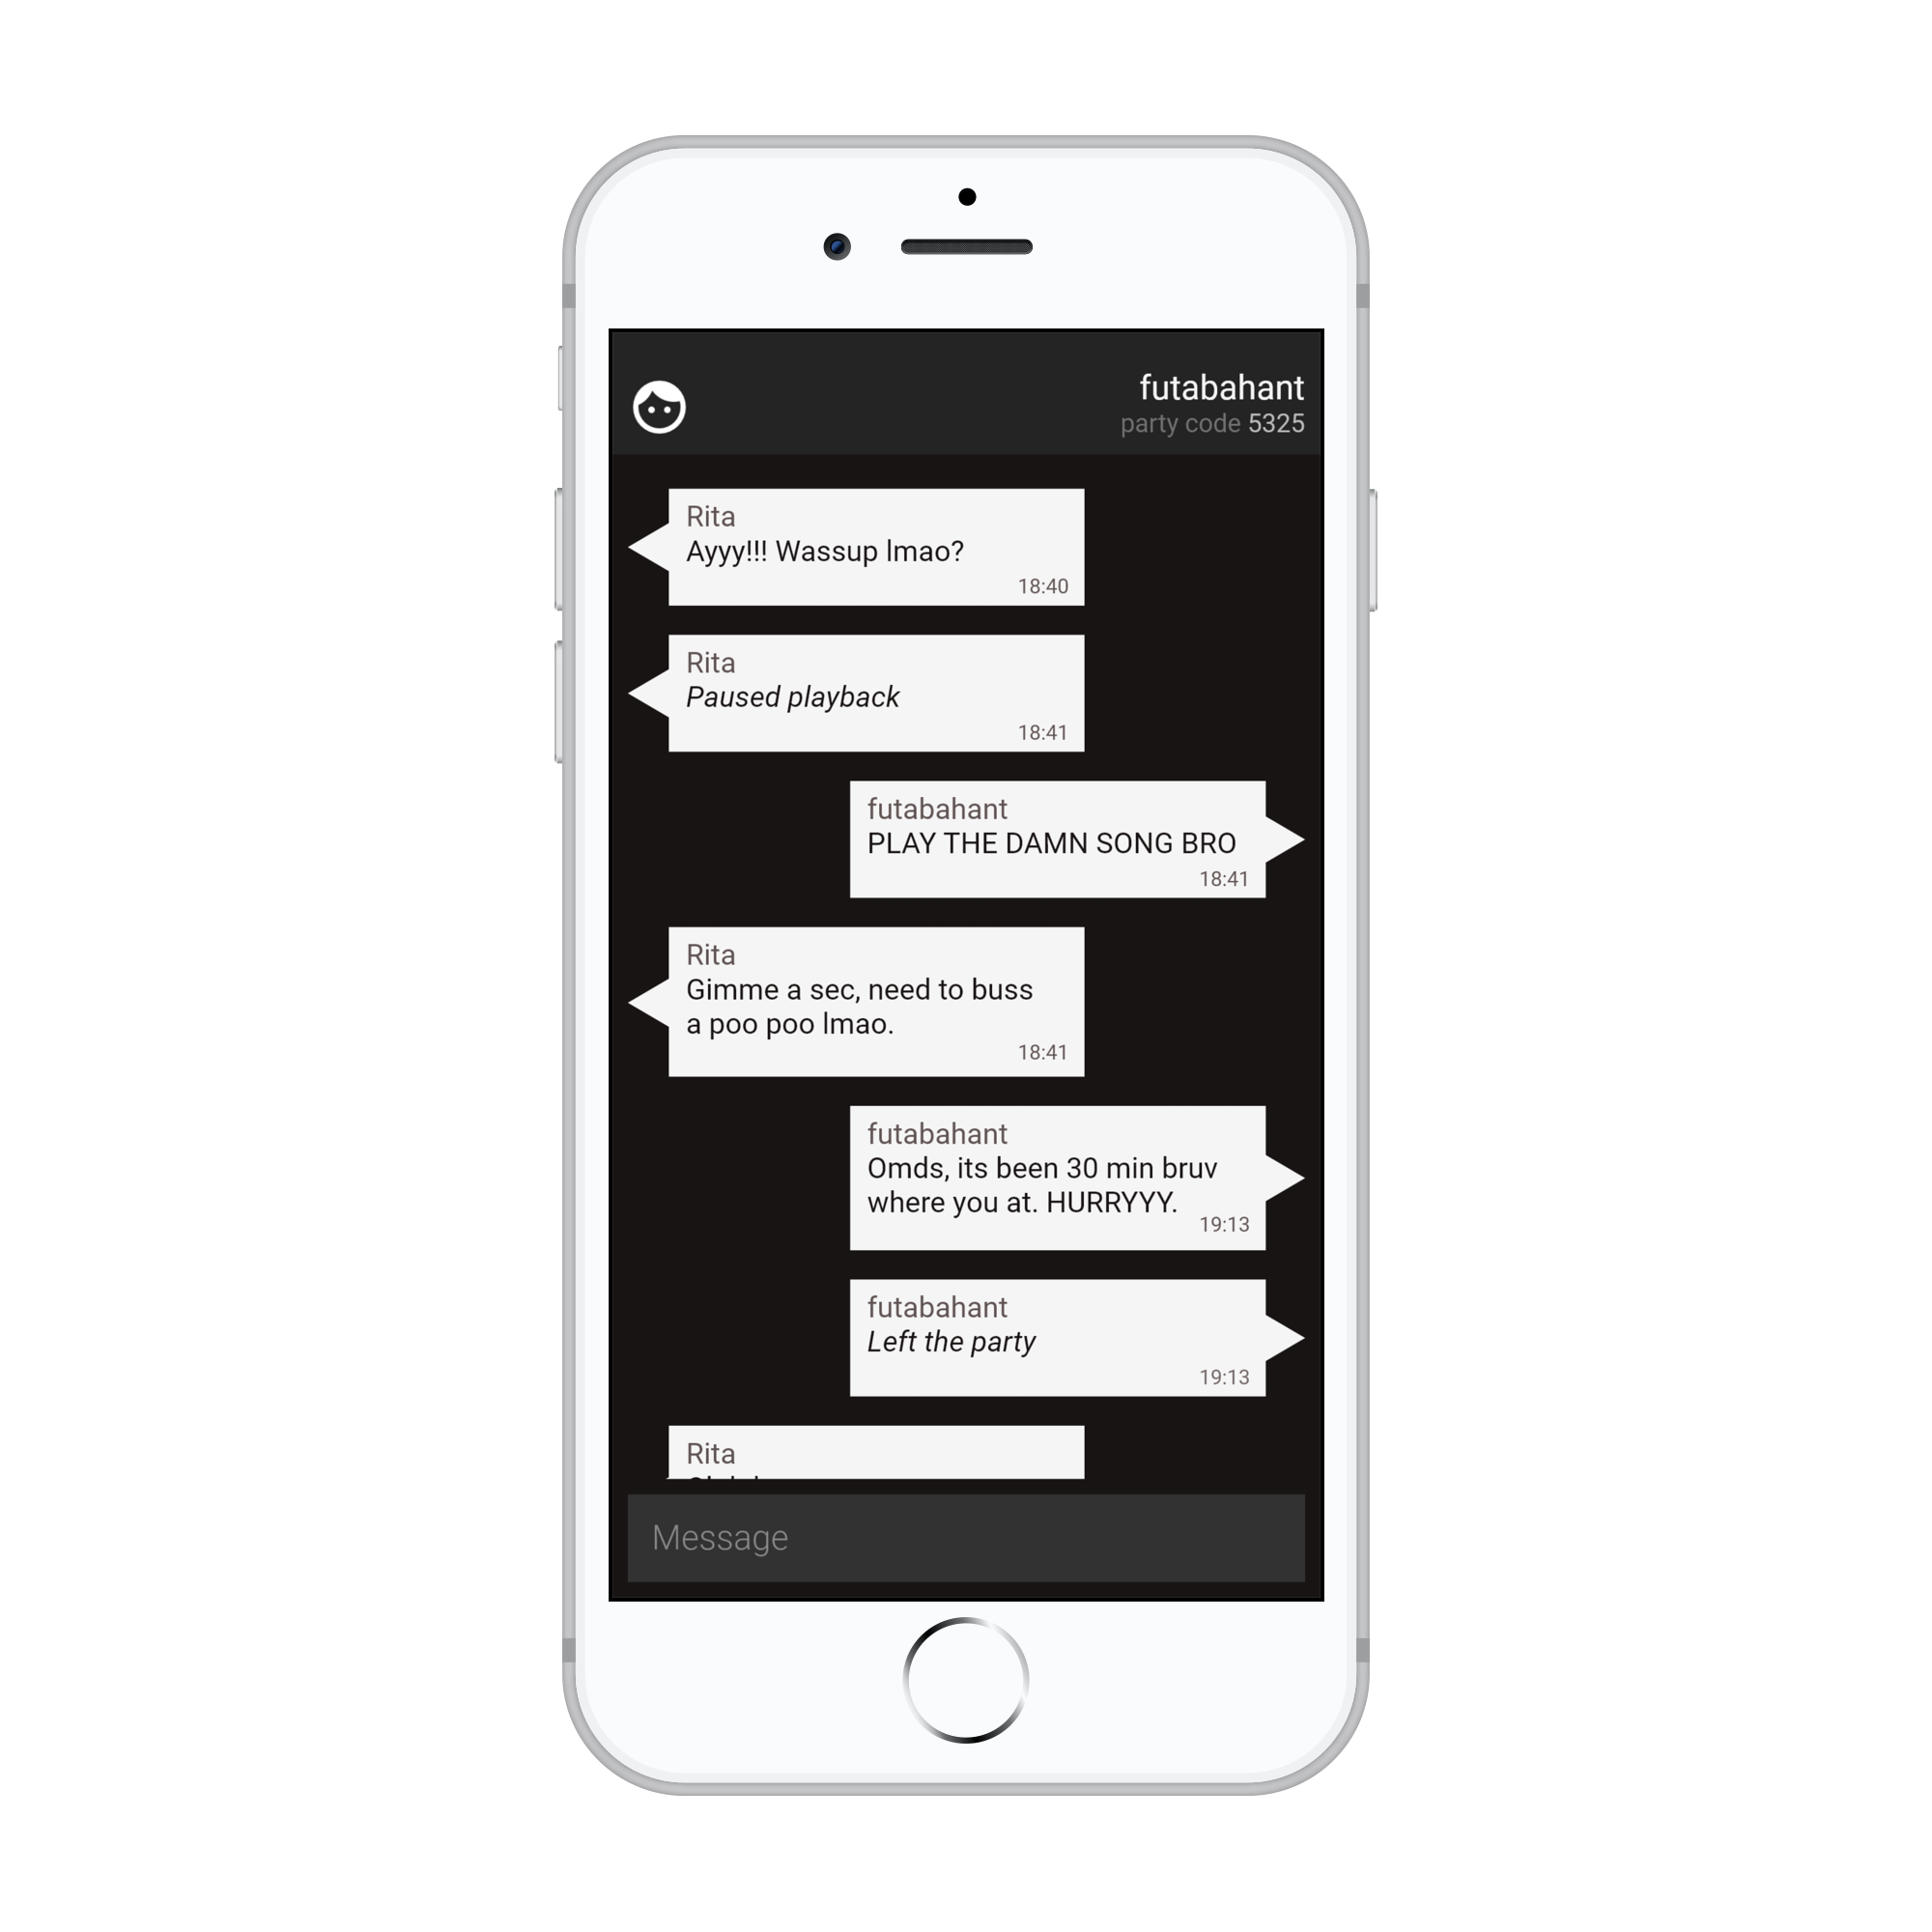 futabahant
party code 5325
Rita
Ayyy!!! Wassup lmao?
18:40
Rita
Paused playback
18:41
futabahant
PLAY THE DAMN SONG BRO
18:41
Rita
Gimme a sec, need to buss
a poo poo lmao.
18:41
futabahant
Omds, its been 30 min bruv
where you at. HURRYYY.
19:13
futabahant
Left the party
19:13
Rita
Message